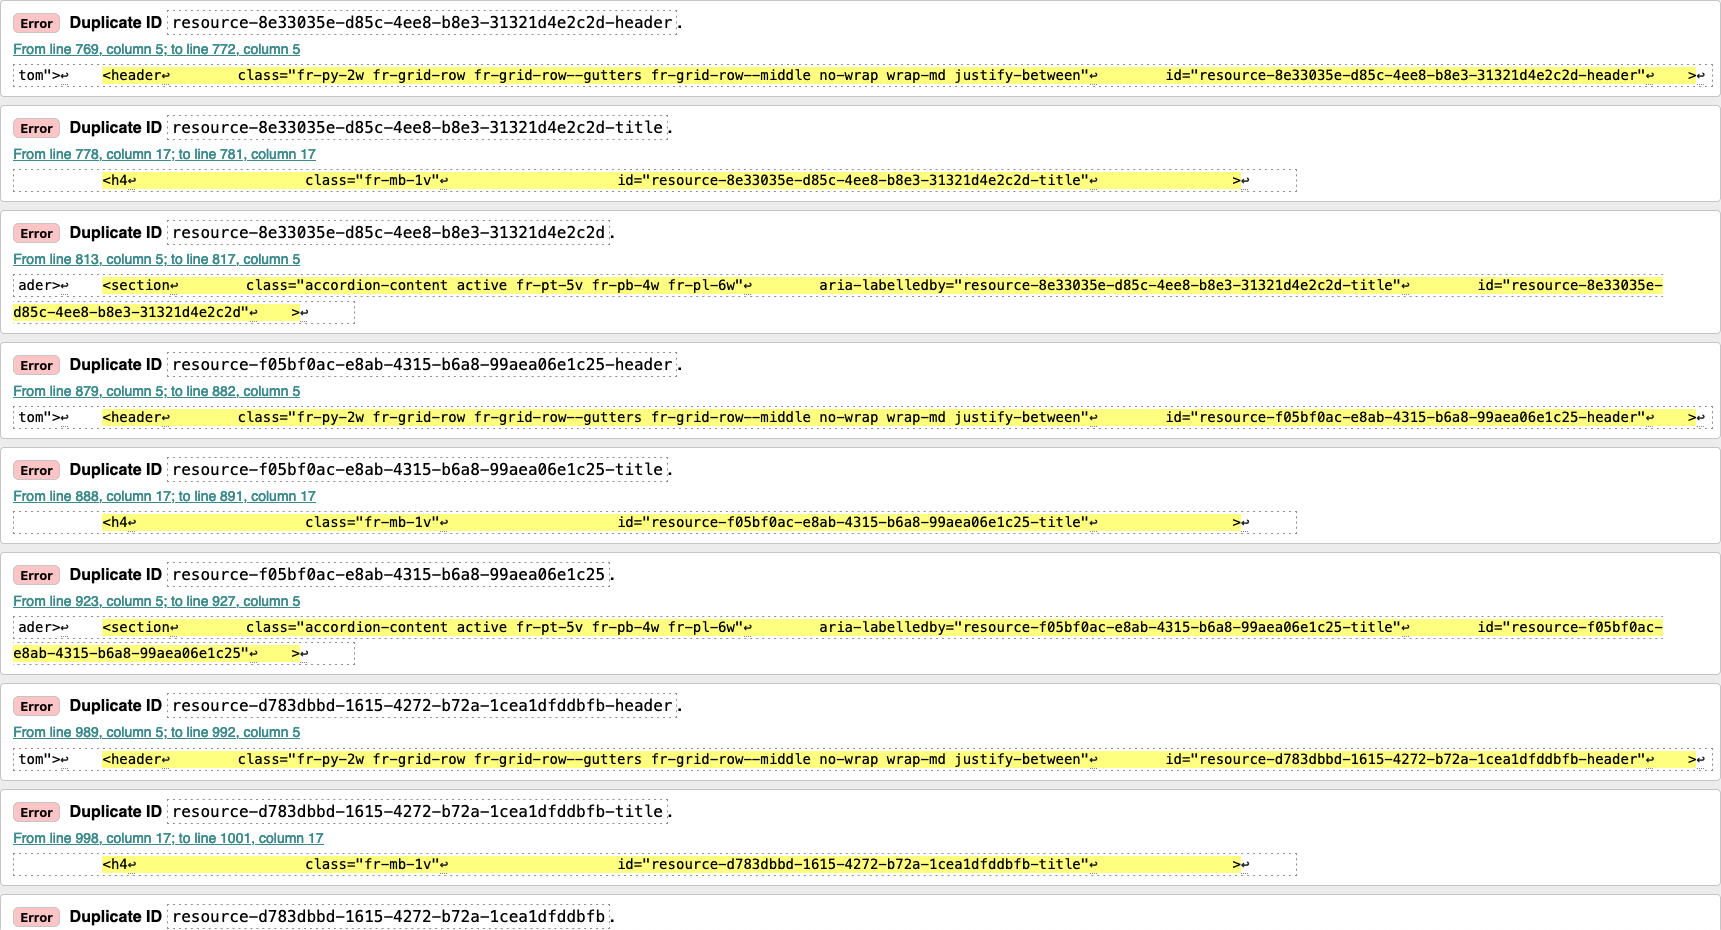 Error Duplicate ID resource-8e33035e-d85c-4ee8-b8e3-31321d4e2c2d-header.
From line 769, column 5; to line 772, column 5
tom">↩ <header↩ class="fr-py-2w fr-grid-row fr-grid-row--gutters fr-grid-row--middle no-wrap wrap-md justify-between"↩ id="resource-8e33035e-d85c-4ee8-b8e3-31321d4e2c2d-header"↩ >↩
Error Duplicate ID resource-8e33035e-d85c-4ee8-b8e3-31321d4e2c2d-title.
From line 778, column 17; to line 781, column 17
<h4↩ class="fr-mb-1v"↩ id="resource-8e33035e-d85c-4ee8-b8e3-31321d4e2c2d-title"↩ >↩
Error Duplicate ID resource-8e33035e-d85c-4ee8-b8e3-31321d4e2c2d.
From line 813, column 5; to line 817, column 5
ader>↩ <section↩ class="accordion-content active fr-pt-5v fr-pb-4w fr-pl-6w"↩ aria-labelledby="resource-8e33035e-d85c-4ee8-b8e3-31321d4e2c2d-title"↩ id="resource-8e33035e-
d85c-4ee8-b8e3-31321d4e2c2d"↩ >↩
Error Duplicate ID resource-f05bf0ac-e8ab-4315-b6a8-99aea06e1c25-header.
From line 879, column 5; to line 882, column 5
tom">↩ <header↩ class="fr-py-2w fr-grid-row fr-grid-row--gutters fr-grid-row--middle no-wrap wrap-md justify-between"↩ id="resource-f05bf0ac-e8ab-4315-b6a8-99aea06e1c25-header"↩ >↩
Error Duplicate ID resource-f05bf0ac-e8ab-4315-b6a8-99aea06e1c25-title.
From line 888, column 17; to line 891, column 17
<h4↩ class="fr-mb-1v"↩ id="resource-f05bf0ac-e8ab-4315-b6a8-99aea06e1c25-title"↩ >↩
Error Duplicate ID resource-f05bf0ac-e8ab-4315-b6a8-99aea06e1c25.
From line 923, column 5; to line 927, column 5
ader>↩ <section↩ class="accordion-content active fr-pt-5v fr-pb-4w fr-pl-6w"↩ aria-labelledby="resource-f05bf0ac-e8ab-4315-b6a8-99aea06e1c25-title"↩ id="resource-f05bf0ac-
e8ab-4315-b6a8-99aea06e1c25"↩ >↩
Error Duplicate ID resource-d783dbbd-1615-4272-b72a-1cea1dfddbfb-header.
From line 989, column 5; to line 992, column 5
tom">↩ <header↩ class="fr-py-2w fr-grid-row fr-grid-row--gutters fr-grid-row--middle no-wrap wrap-md justify-between"↩ id="resource-d783dbbd-1615-4272-b72a-1cea1dfddbfb-header"↩ >↩
Error Duplicate ID resource-d783dbbd-1615-4272-b72a-1cea1dfddbfb-title.
From line 998, column 17; to line 1001, column 17
<h4↩ class="fr-mb-1v"↩ id="resource-d783dbbd-1615-4272-b72a-1cea1dfddbfb-title"↩ >↩
Error Duplicate ID resource-d783dbbd-1615-4272-b72a-1cea1dfddbfb.